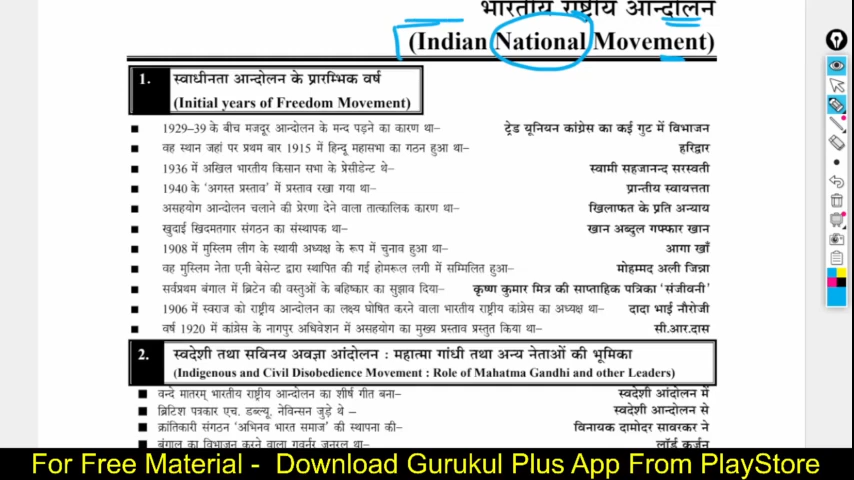 भारतीय राष्ट्रीय आन्दोलन
(Indian National Movement)
1. स्वाधीनता आन्दोलन के प्रारम्भिक वर्ष
(Initial years of Freedom Movement)
1929–39 के बीच मजदूर आन्दोलन के मन्द पड़ने का कारण था– ट्रेड यूनियन कांग्रेस का कई गुट में विभाजन
वह स्थान जहां पर प्रथम बार 1915 में हिन्दू महासभा का गठन हुआ था– हरिद्वार
1936 में अखिल भारतीय किसान सभा के प्रेसीडेन्ट थे– स्वामी सहजानन्द सरस्वती
1940 के 'अगस्त प्रस्ताव' में प्रस्ताव रखा गया था– प्रान्तीय स्वायत्तता
असहयोग आन्दोलन चलाने की प्रेरणा देने वाला तात्कालिक कारण था– खिलाफत के प्रति अन्याय
खुदाई खिदमतगार संगठन का संस्थापक था– खान अब्दुल गफ्फार खान
1908 में मुस्लिम लीग के स्थायी अध्यक्ष के रूप में चुनाव हुआ था– आगा खाँ
वह मुस्लिम नेता एनी बेसेन्ट द्वारा स्थापित की गई होमरूल लगी में सम्मिलित हुआ– मोहम्मद अली जिन्ना
सर्वप्रथम बंगाल में ब्रिटेन की वस्तुओं के बहिष्कार का सुझाव दिया– कृष्ण कुमार मित्र की साप्ताहिक पत्रिका 'संजीवनी'
1906 में स्वराज को राष्ट्रीय आन्दोलन का लक्ष्य घोषित करने वाला भारतीय राष्ट्रीय कांग्रेस का अध्यक्ष था– दादा भाई नौरोजी
वर्ष 1920 में कांग्रेस के नागपुर अधिवेशन में असहयोग का मुख्य प्रस्ताव प्रस्तुत किया था– सी.आर.दास
2. स्वदेशी तथा सविनय अवज्ञा आंदोलन : महात्मा गांधी तथा अन्य नेताओं की भूमिका
(Indigenous and Civil Disobedience Movement : Role of Mahatma Gandhi and other Leaders)
वन्दे मातरम् भारतीय राष्ट्रीय आन्दोलन का शीर्ष गीत बना– स्वदेशी आंदोलन में
ब्रिटिश पत्रकार एच. डब्ल्यू. नेविन्सन जुड़े थे – स्वदेशी आन्दोलन से
क्रांतिकारी संगठन 'अभिनव भारत समाज' की स्थापना की– विनायक दामोदर सावरकर ने
बंगाल का विभाजन करने वाला गवर्नर जनरल था– लॉर्ड कर्जन
For Free Material - Download Gurukul Plus App From PlayStore